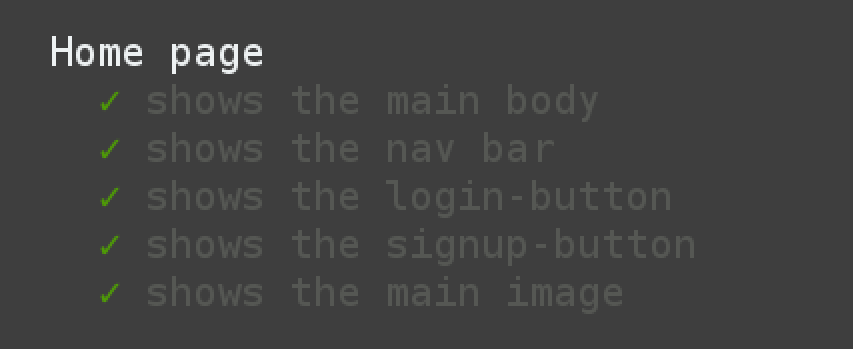 Home page
✓ shows the main body
✓ shows the nav bar
✓ shows the login-button
✓ shows the signup-button
✓ shows the main image